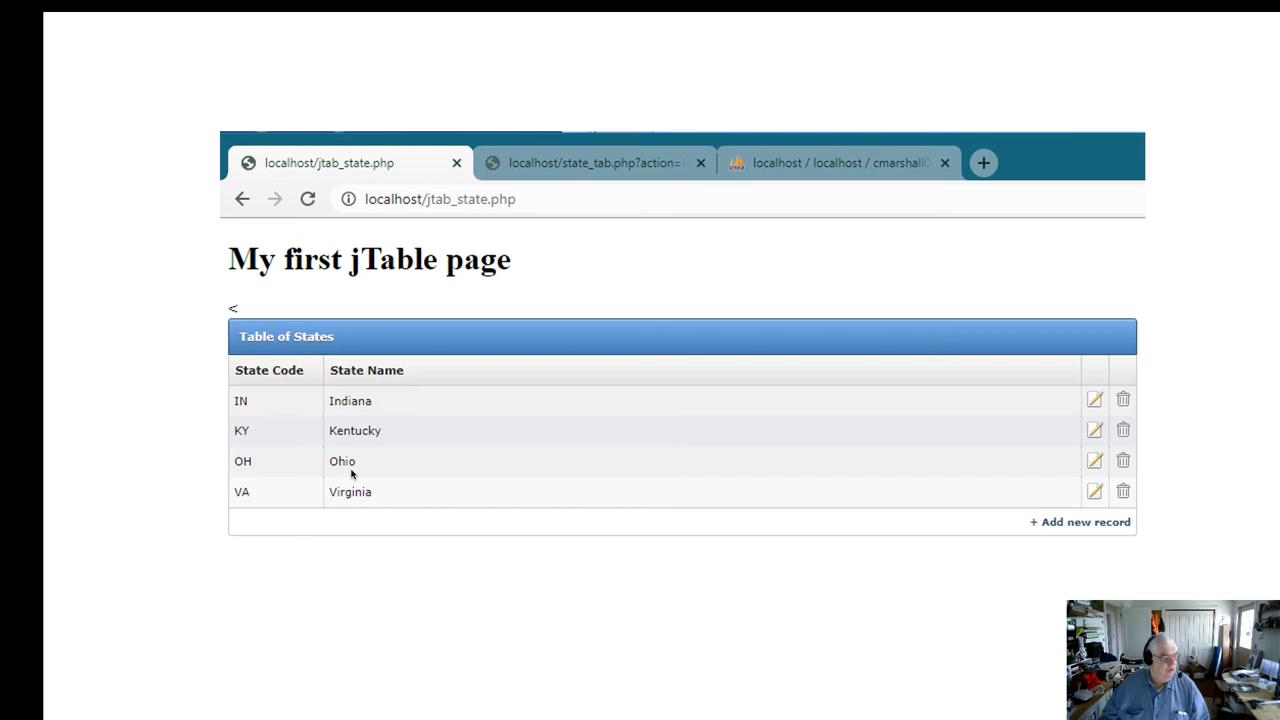 localhost/jtab_state.php localhost/state_tab.php?action= localhost / localhost / cmarshall0
localhost/jtab_state.php
My first jTable page
<
Table of States
State Code State Name
IN Indiana
KY Kentucky
OH Ohio
VA Virginia
+ Add new record